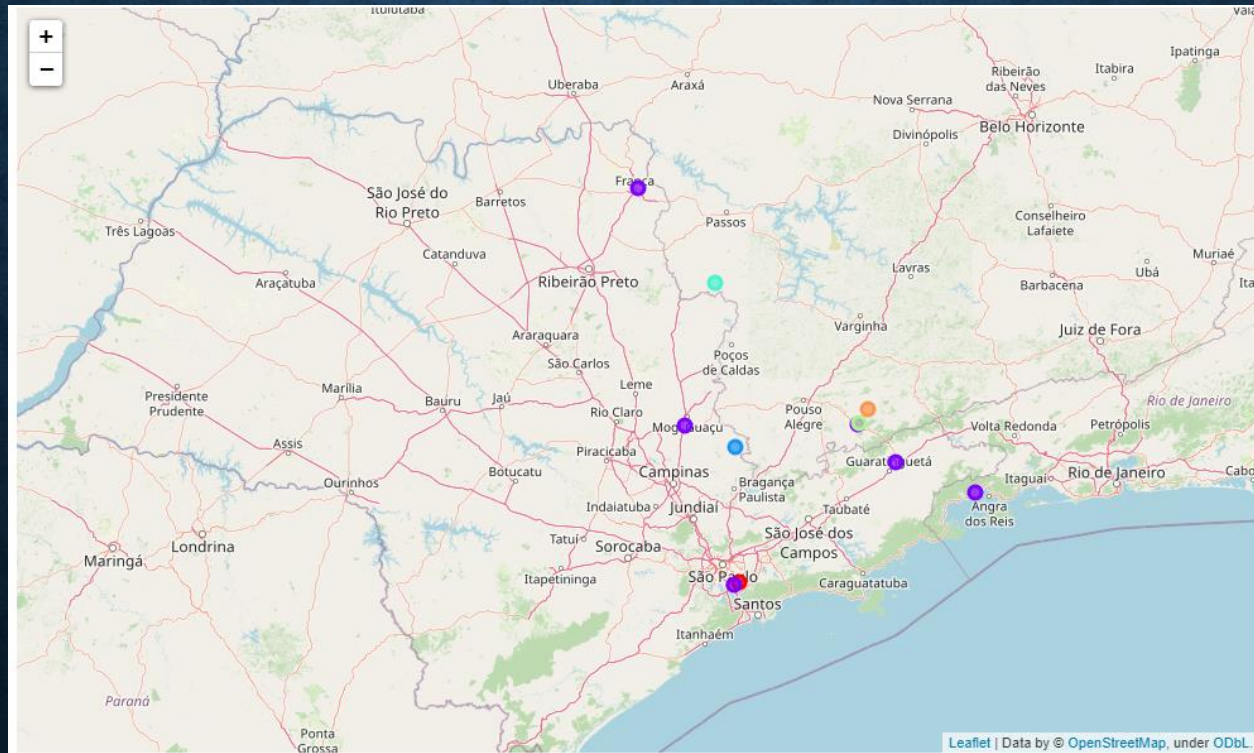 +
−
Ituiutaba
Uberaba
Araxá
Ipatinga
Ribeirão
das Neves
Itabira
Nova Serrana
Belo Horizonte
Divinópolis
Franca
São José do
Rio Preto
Barretos
Passos
Conselheiro
Lafaiete
Três Lagoas
Catanduva
Muriaé
Lavras
Ubá
Araçatuba
Ribeirão Preto
Barbacena
Varginha
Juiz de Fora
Araraquara
São Carlos
Poços
de Caldas
Presidente
Prudente
Marília
Bauru
Jaú
Leme
Rio Claro
Pouso
Alegre
Rio de Janeiro
Mogi Guaçu
Volta Redonda
Petrópolis
Assis
Piracicaba
Guaratinguetá
Botucatu
Campinas
Itaguaí
Rio de Janeiro
Cabo
Ourinhos
Bragança
Paulista
Indaiatuba
Jundiaí
Taubaté
Angra
dos Reis
Londrina
Maringá
Tatuí
Sorocaba
São José dos
Campos
Itapetininga
São Paulo
Caraguatatuba
Santos
Itanhaém
Paraná
Ponta
Grossa
Leaflet | Data by © OpenStreetMap, under ODbL.